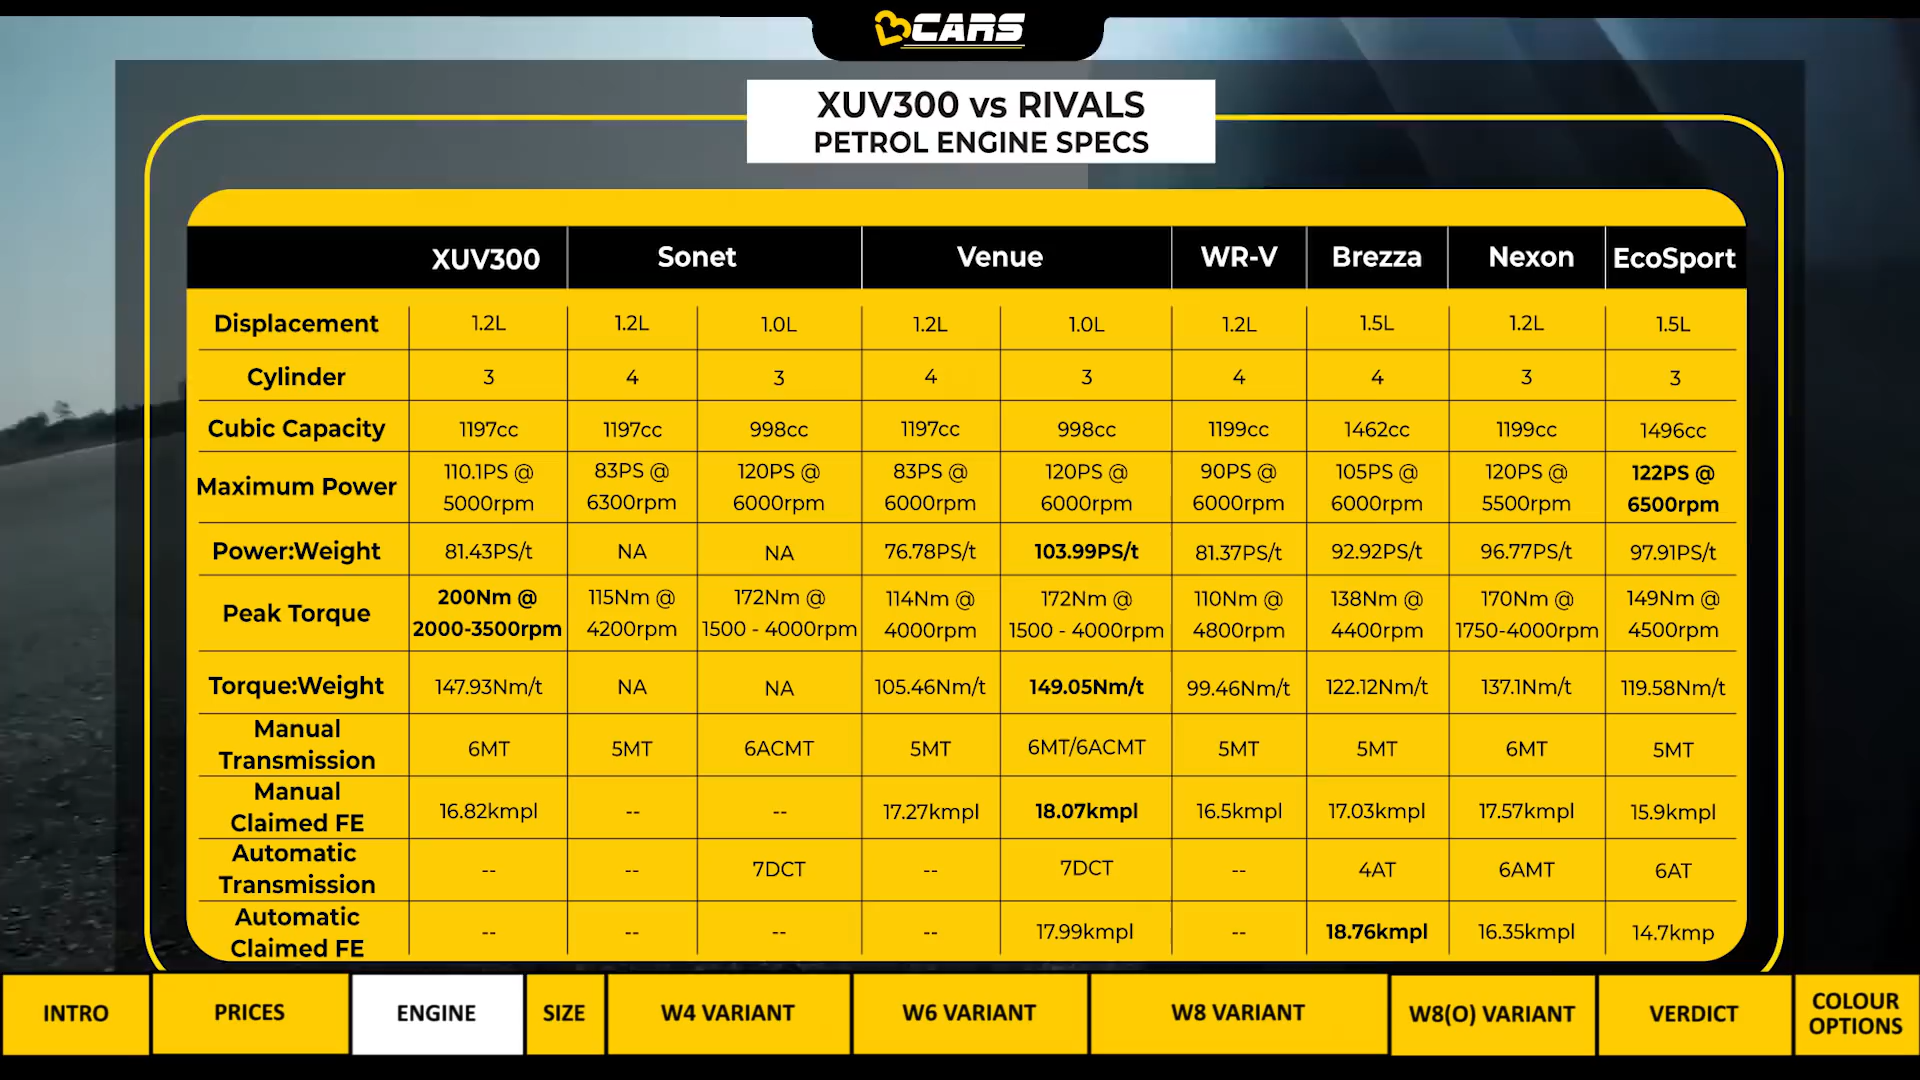 CARS
XUV300 vs RIVALS
PETROL ENGINE SPECS
XUV300 Sonet Venue WR-V Brezza Nexon EcoSport
Displacement 1.2L 1.2L 1.0L 1.2L 1.0L 1.2L 1.5L 1.2L 1.5L
Cylinder 3 4 3 4 3 4 4 3 3
Cubic Capacity 1197cc 1197cc 998cc 1197cc 998cc 1199cc 1462cc 1199cc 1496cc
Maximum Power 110.1PS @ 5000rpm 83PS @ 6300rpm 120PS @ 6000rpm 83PS @ 6000rpm 120PS @ 6000rpm 90PS @ 6000rpm 105PS @ 6000rpm 120PS @ 5500rpm 122PS @ 6500rpm
Power:Weight 81.43PS/t NA NA 76.78PS/t 103.99PS/t 81.37PS/t 92.92PS/t 96.77PS/t 97.91PS/t
Peak Torque 200Nm @ 2000-3500rpm 115Nm @ 4200rpm 172Nm @ 1500 - 4000rpm 114Nm @ 4000rpm 172Nm @ 1500 - 4000rpm 110Nm @ 4800rpm 138Nm @ 4400rpm 170Nm @ 1750-4000rpm 149Nm @ 4500rpm
Torque:Weight 147.93Nm/t NA NA 105.46Nm/t 149.05Nm/t 99.46Nm/t 122.12Nm/t 137.1Nm/t 119.58Nm/t
Manual Transmission 6MT 5MT 6ACMT 5MT 6MT/6ACMT 5MT 5MT 6MT 5MT
Manual Claimed FE 16.82kmpl -- -- 17.27kmpl 18.07kmpl 16.5kmpl 17.03kmpl 17.57kmpl 15.9kmpl
Automatic Transmission -- -- 7DCT -- 7DCT -- 4AT 6AMT 6AT
Automatic Claimed FE -- -- -- -- 17.99kmpl -- 18.76kmpl 16.35kmpl 14.7kmp
INTRO PRICES ENGINE SIZE W4 VARIANT W6 VARIANT W8 VARIANT W8(O) VARIANT VERDICT COLOUR OPTIONS